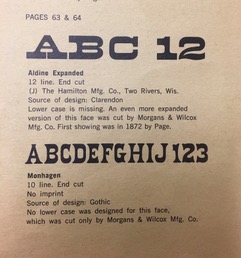 PAGES 63 & 64
ABC 12
Aldine Expanded
12 line. End cut
(J) The Hamilton Mfg. Co., Two Rivers, Wis.
Source of design: Clarendon
Lower case is missing. An even more expanded
version of this face was cut by Morgans & Wilcox
Mfg. Co. First showing was in 1872 by Page.
ABCDEFGHIJ 123
Monhagen
10 line. End cut
No imprint
Source of design: Gothic
No lower case was designed for this face,
which was cut only by Morgans & Wilcox Mfg. Co.